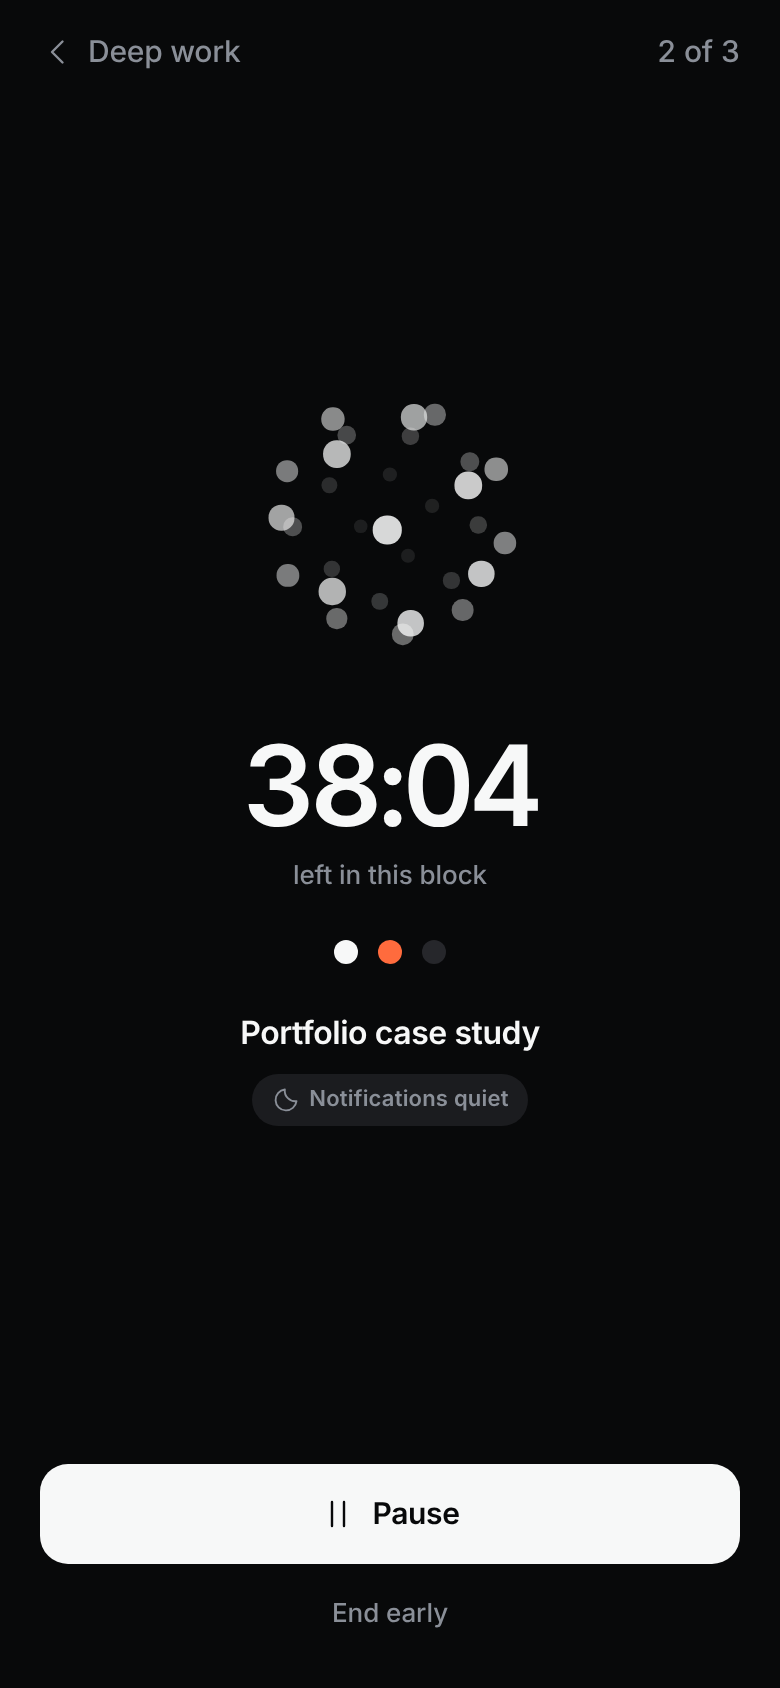 Deep work
2 of 3
38:04
left in this block
Portfolio case study
Notifications quiet
Pause
End early